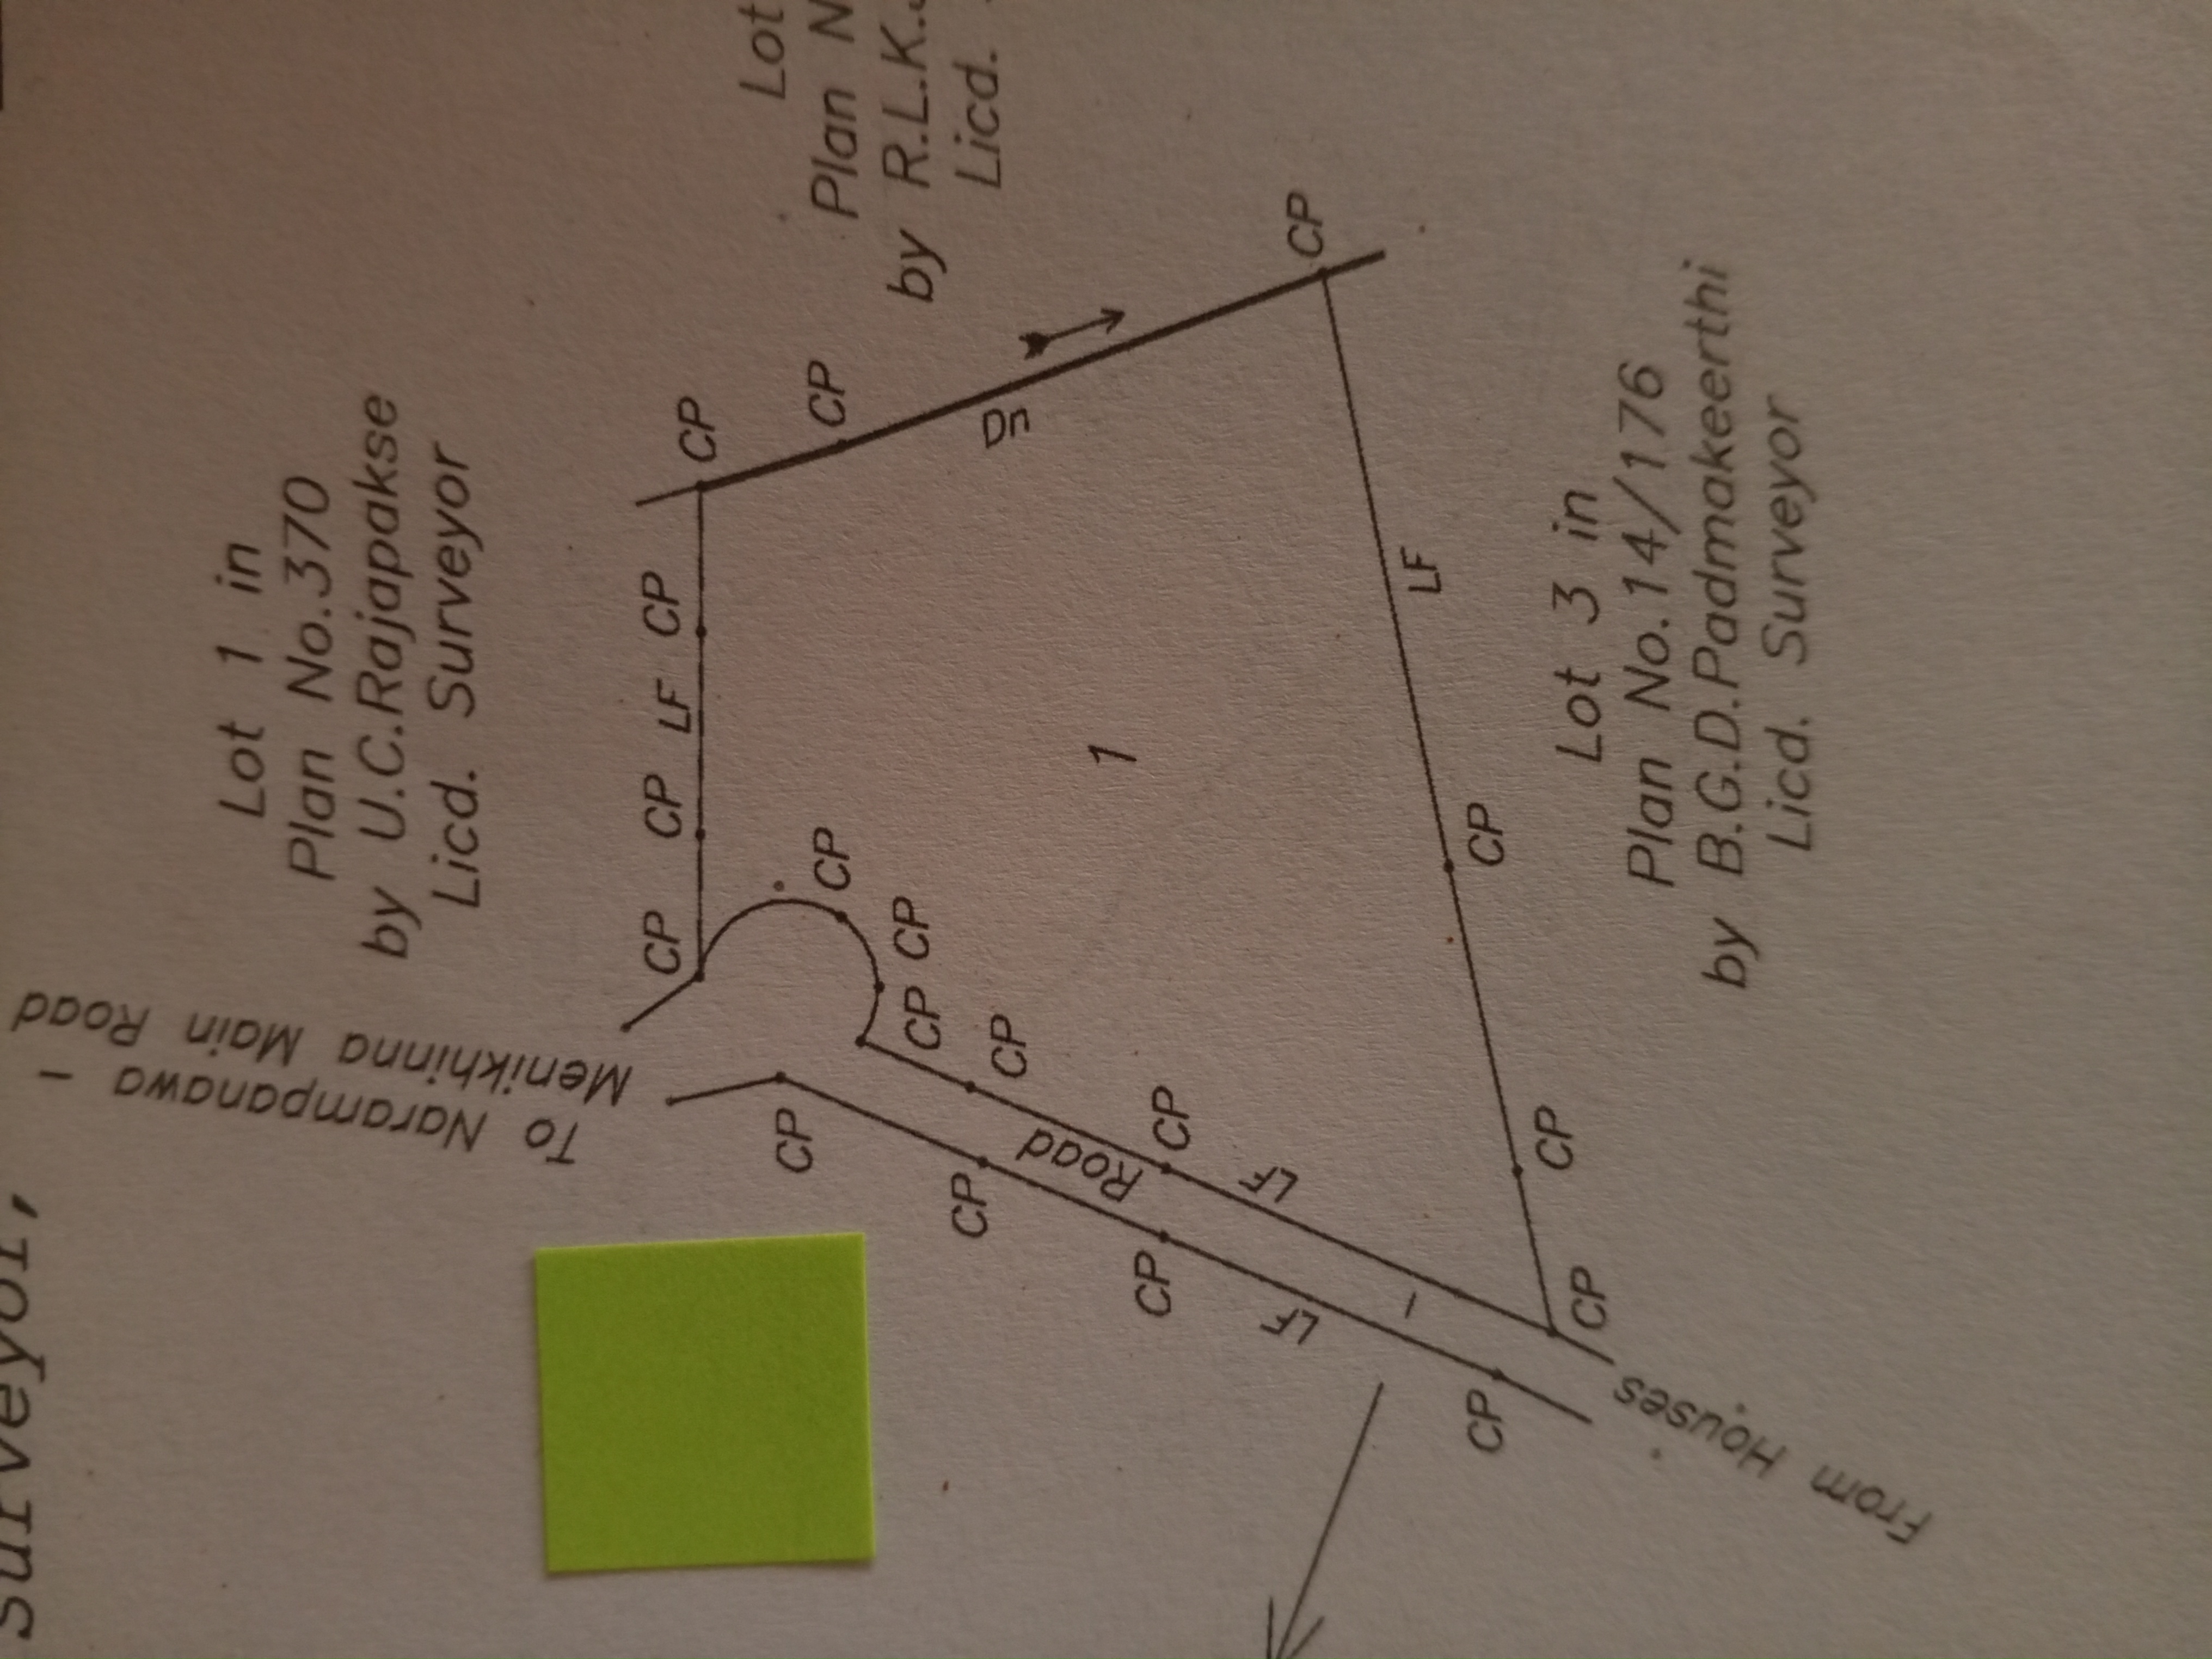 Surveyor,
To Narampanawa -
Menikhinna Main Road
Lot 1 in
Plan No.370
by U.C.Rajapakse
Licd. Surveyor
CP
CP
LF
CP
CP
CP
CP
CP
Lot
Plan N
by R.L.K.
Licd.
CP
CP
CP
CP
Dn
Road
1
CP
CP
LF
LF
CP
LF
CP
CP
CP
CP
Lot 3 in
Plan No.14/176
by B.G.D.Padmakeerthi
Licd. Surveyor
From Houses